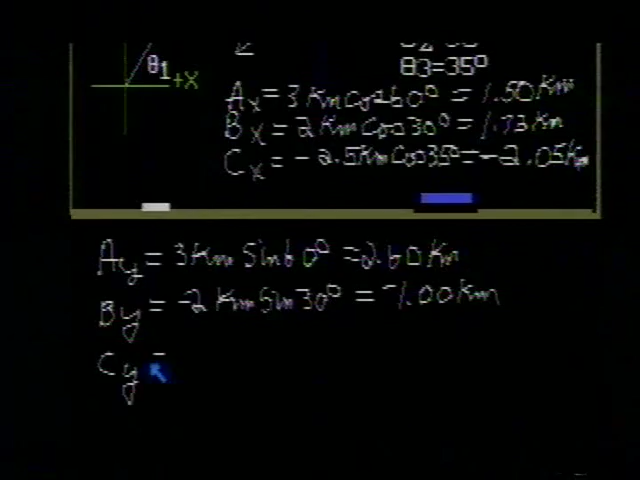 θ1 +X
θ3=35°
Ax = 3 Km cos 60° = 1.50 Km
Bx = 2 Km Cos 30° = 1.73 Km
Cx = -2.5 Km Cos 35° = -2.05 Km
Ay = 3 Km Sin 60° = 2.60 Km
By = -2 Km Sin 30° = -1.00 Km
Cy =